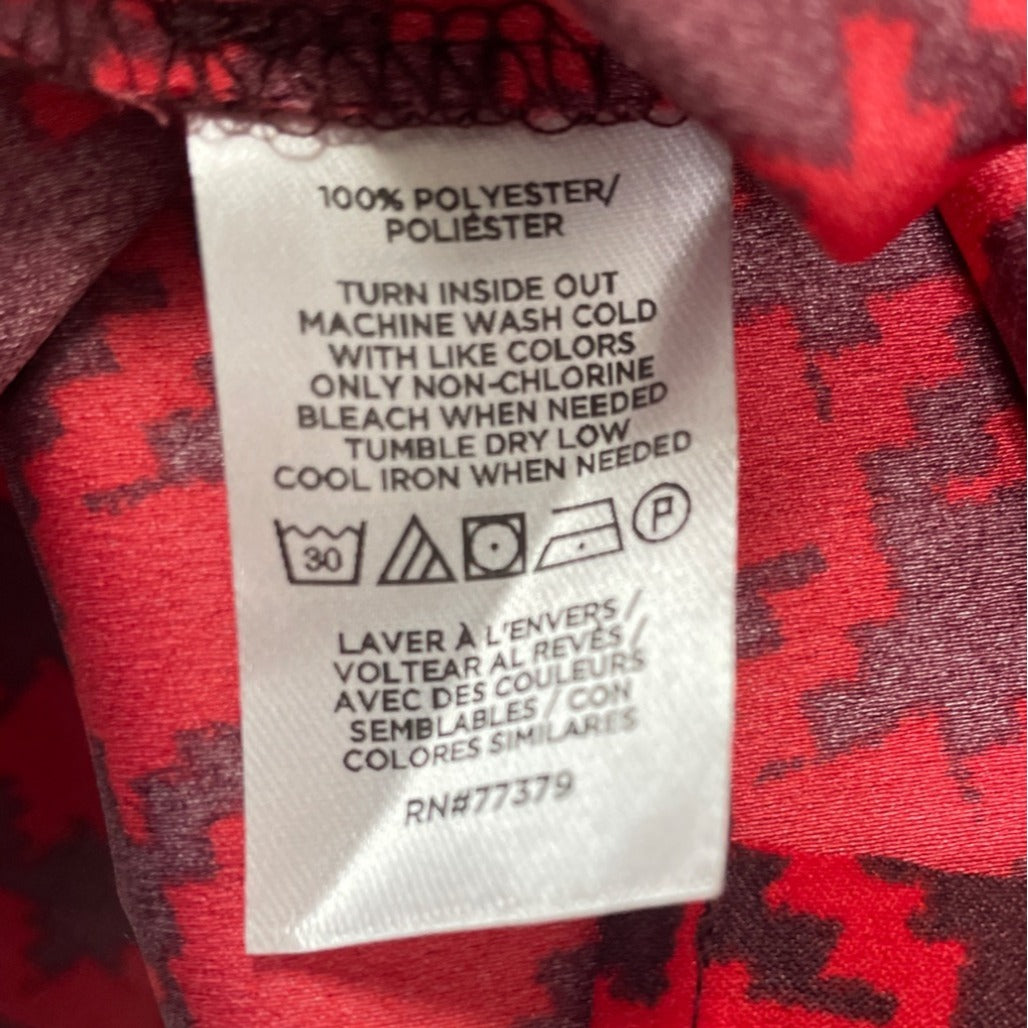 100% POLYESTER/
POLIÉSTER
TURN INSIDE OUT
MACHINE WASH COLD
WITH LIKE COLORS
ONLY NON-CHLORINE
BLEACH WHEN NEEDED
TUMBLE DRY LOW
COOL IRON WHEN NEEDED
30 P
LAVER À L'ENVERS/
VOLTEAR AL REVÉS/
AVEC DES COULEURS
SEMBLABLES/CON
COLORES SIMILARES
RN#77379